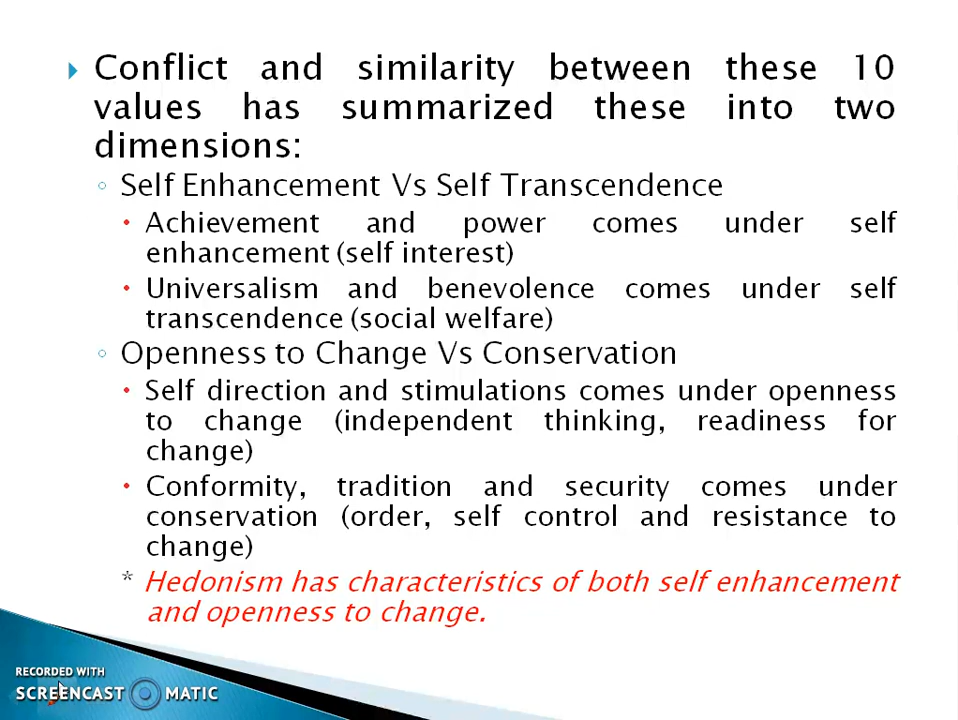 Conflict and similarity between these 10
values has summarized these into two
dimensions:
Self Enhancement Vs Self Transcendence
Achievement and power comes under self
enhancement (self interest)
Universalism and benevolence comes under self
transcendence (social welfare)
Openness to Change Vs Conservation
Self direction and stimulations comes under openness
to change (independent thinking, readiness for
change)
Conformity, tradition and security comes under
conservation (order, self control and resistance to
change)
* Hedonism has characteristics of both self enhancement
and openness to change.
RECORDED WITH
SCREENCAST MATIC